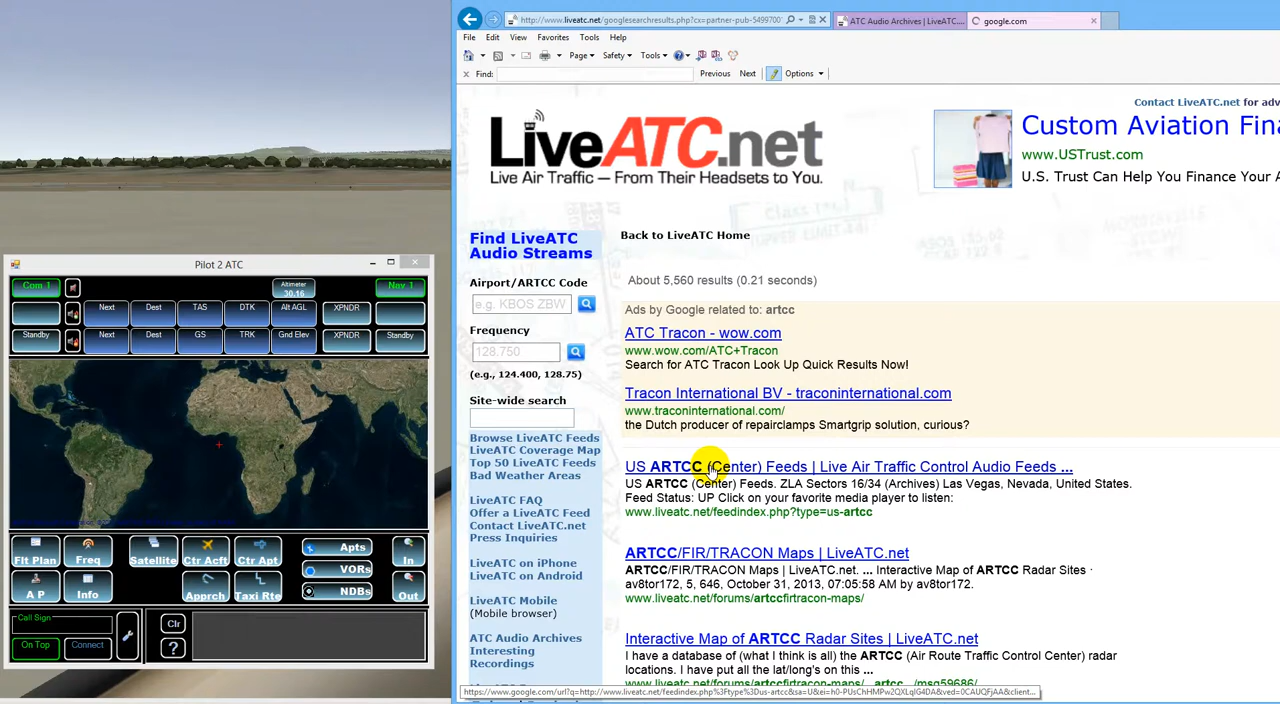 http://www.liveatc.net/googlesearchresults.php?cx=partner-pub-5499700
ATC Audio Archives | LiveATC....
google.com
File Edit View Favorites Tools Help
Page Safety Tools
Find: Previous Next Options
Contact LiveATC.net for adv
LiveATC.net
Live Air Traffic – From Their Headsets to You.
Custom Aviation Fin
www.USTrust.com
U.S. Trust Can Help You Finance Your A
Find LiveATC
Audio Streams
Back to LiveATC Home
About 5,560 results (0.21 seconds)
Airport/ARTCC Code
e.g. KBOS ZBW
Frequency
128.750
(e.g., 124.400, 128.75)
Site-wide search
Browse LiveATC Feeds
LiveATC Coverage Map
Top 50 LiveATC Feeds
Bad Weather Areas
LiveATC FAQ
Offer a LiveATC Feed
Contact LiveATC.net
Press Inquiries
LiveATC on iPhone
LiveATC on Android
LiveATC Mobile
(Mobile browser)
ATC Audio Archives
Interesting
Recordings
Ads by Google related to: artcc
ATC Tracon - wow.com
www.wow.com/ATC+Tracon
Search for ATC Tracon Look Up Quick Results Now!
Tracon International BV - traconinternational.com
www.traconinternational.com/
the Dutch producer of repairclamps Smartgrip solution, curious?
US ARTCC (Center) Feeds | Live Air Traffic Control Audio Feeds ...
US ARTCC (Center) Feeds. ZLA Sectors 16/34 (Archives) Las Vegas, Nevada, United States.
Feed Status: UP Click on your favorite media player to listen:
www.liveatc.net/feedindex.php?type=us-artcc
ARTCC/FIR/TRACON Maps | LiveATC.net
ARTCC/FIR/TRACON Maps | LiveATC.net. ... Interactive Map of ARTCC Radar Sites ·
av8tor172, 5, 646, October 31, 2013, 07:05:58 AM by av8tor172.
www.liveatc.net/forums/artccfirtracon-maps/
Interactive Map of ARTCC Radar Sites | LiveATC.net
I have a database of (what I think is all) the ARTCC (Air Route Traffic Control Center) radar
locations. I have put all the lat/long's on this ...
Pilot 2 ATC
Com 1 Altimeter Nav 1
30.16
Next Dest TAS DTK Alt AGL XPNDR
Standby Next Dest GS TRK Gnd Elev XPNDR Standby
Flt Plan Freq Satellite Ctr Acft Ctr Apt Apts In
VORs
A P Info Apprch Taxi Rte NDBs Out
Call Sign Clr
On Top Connect ?